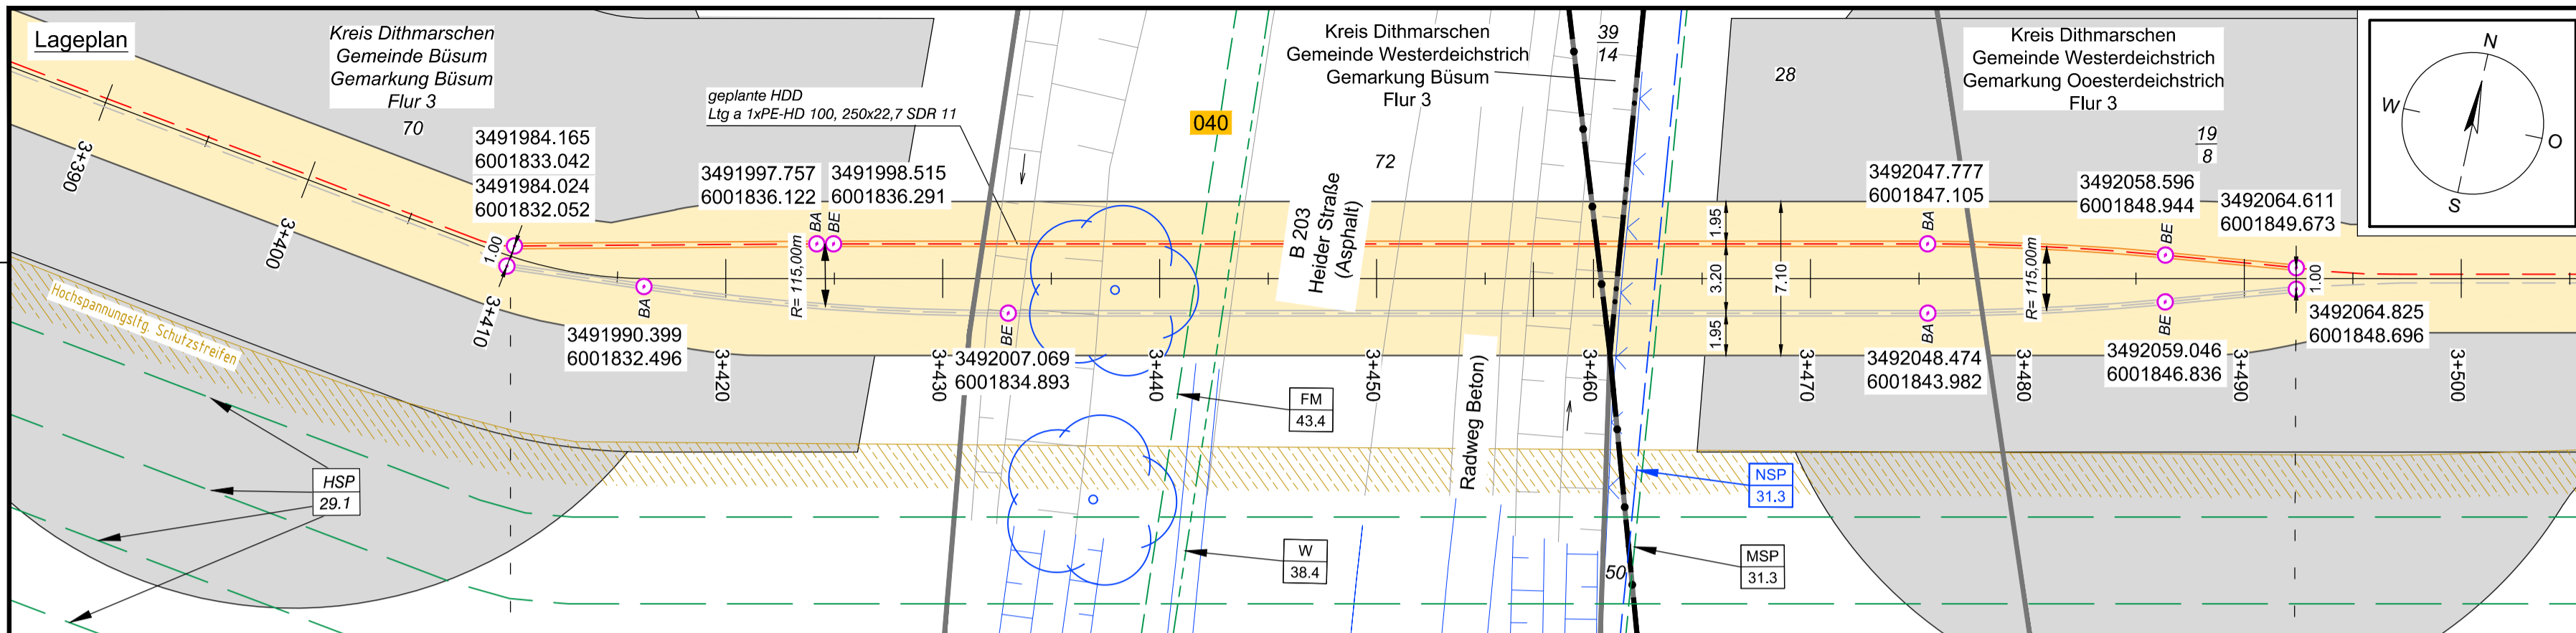 Lageplan
Kreis Dithmarschen
Gemeinde Büsum
Gemarkung Büsum
Flur 3
70
geplante HDD
Ltg a 1xPE-HD 100, 250x22,7 SDR 11
040
Kreis Dithmarschen
Gemeinde Westerdeichstrich
Gemarkung Büsum
Flur 3
39
14
72
28
Kreis Dithmarschen
Gemeinde Westerdeichstrich
Gemarkung Ooesterdeichstrich
Flur 3
19
8
N
W
O
S
3+390
3+400
3+410
3491984.165
6001833.042
3491984.024
6001832.052
1.00
3491997.757
6001836.122
3491998.515
6001836.291
BA
BE
R= 115,00m
BA
3491990.399
6001832.496
BE
3492007.069
6001834.893
B 203
Heider Straße
(Asphalt)
Radweg Beton)
1.95
3.20
1.95
7.10
3492047.777
6001847.105
BA
3492058.596
6001848.944
BE
3492064.611
6001849.673
R= 115,00m
1.00
BA
3492048.474
6001843.982
BE
3492059.046
6001846.836
3492064.825
6001848.696
3+420
3+430
3+440
3+450
3+460
3+470
3+480
3+490
3+500
Hochspannungsltg. Schutzstreifen
HSP
29.1
FM
43.4
W
38.4
NSP
31.3
MSP
31.3
50